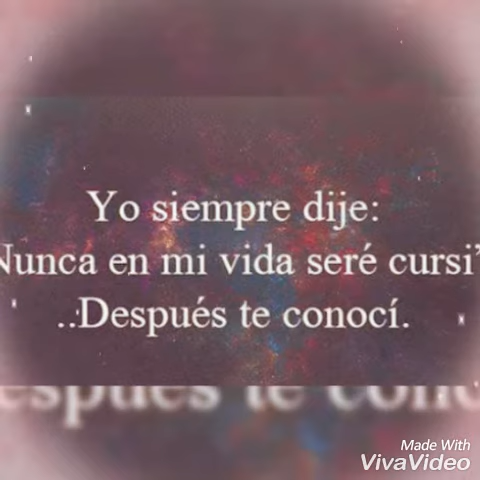 Yo siempre dije:
Nunca en mi vida seré cursi”
..Después te conocí.
Made With
VivaVideo